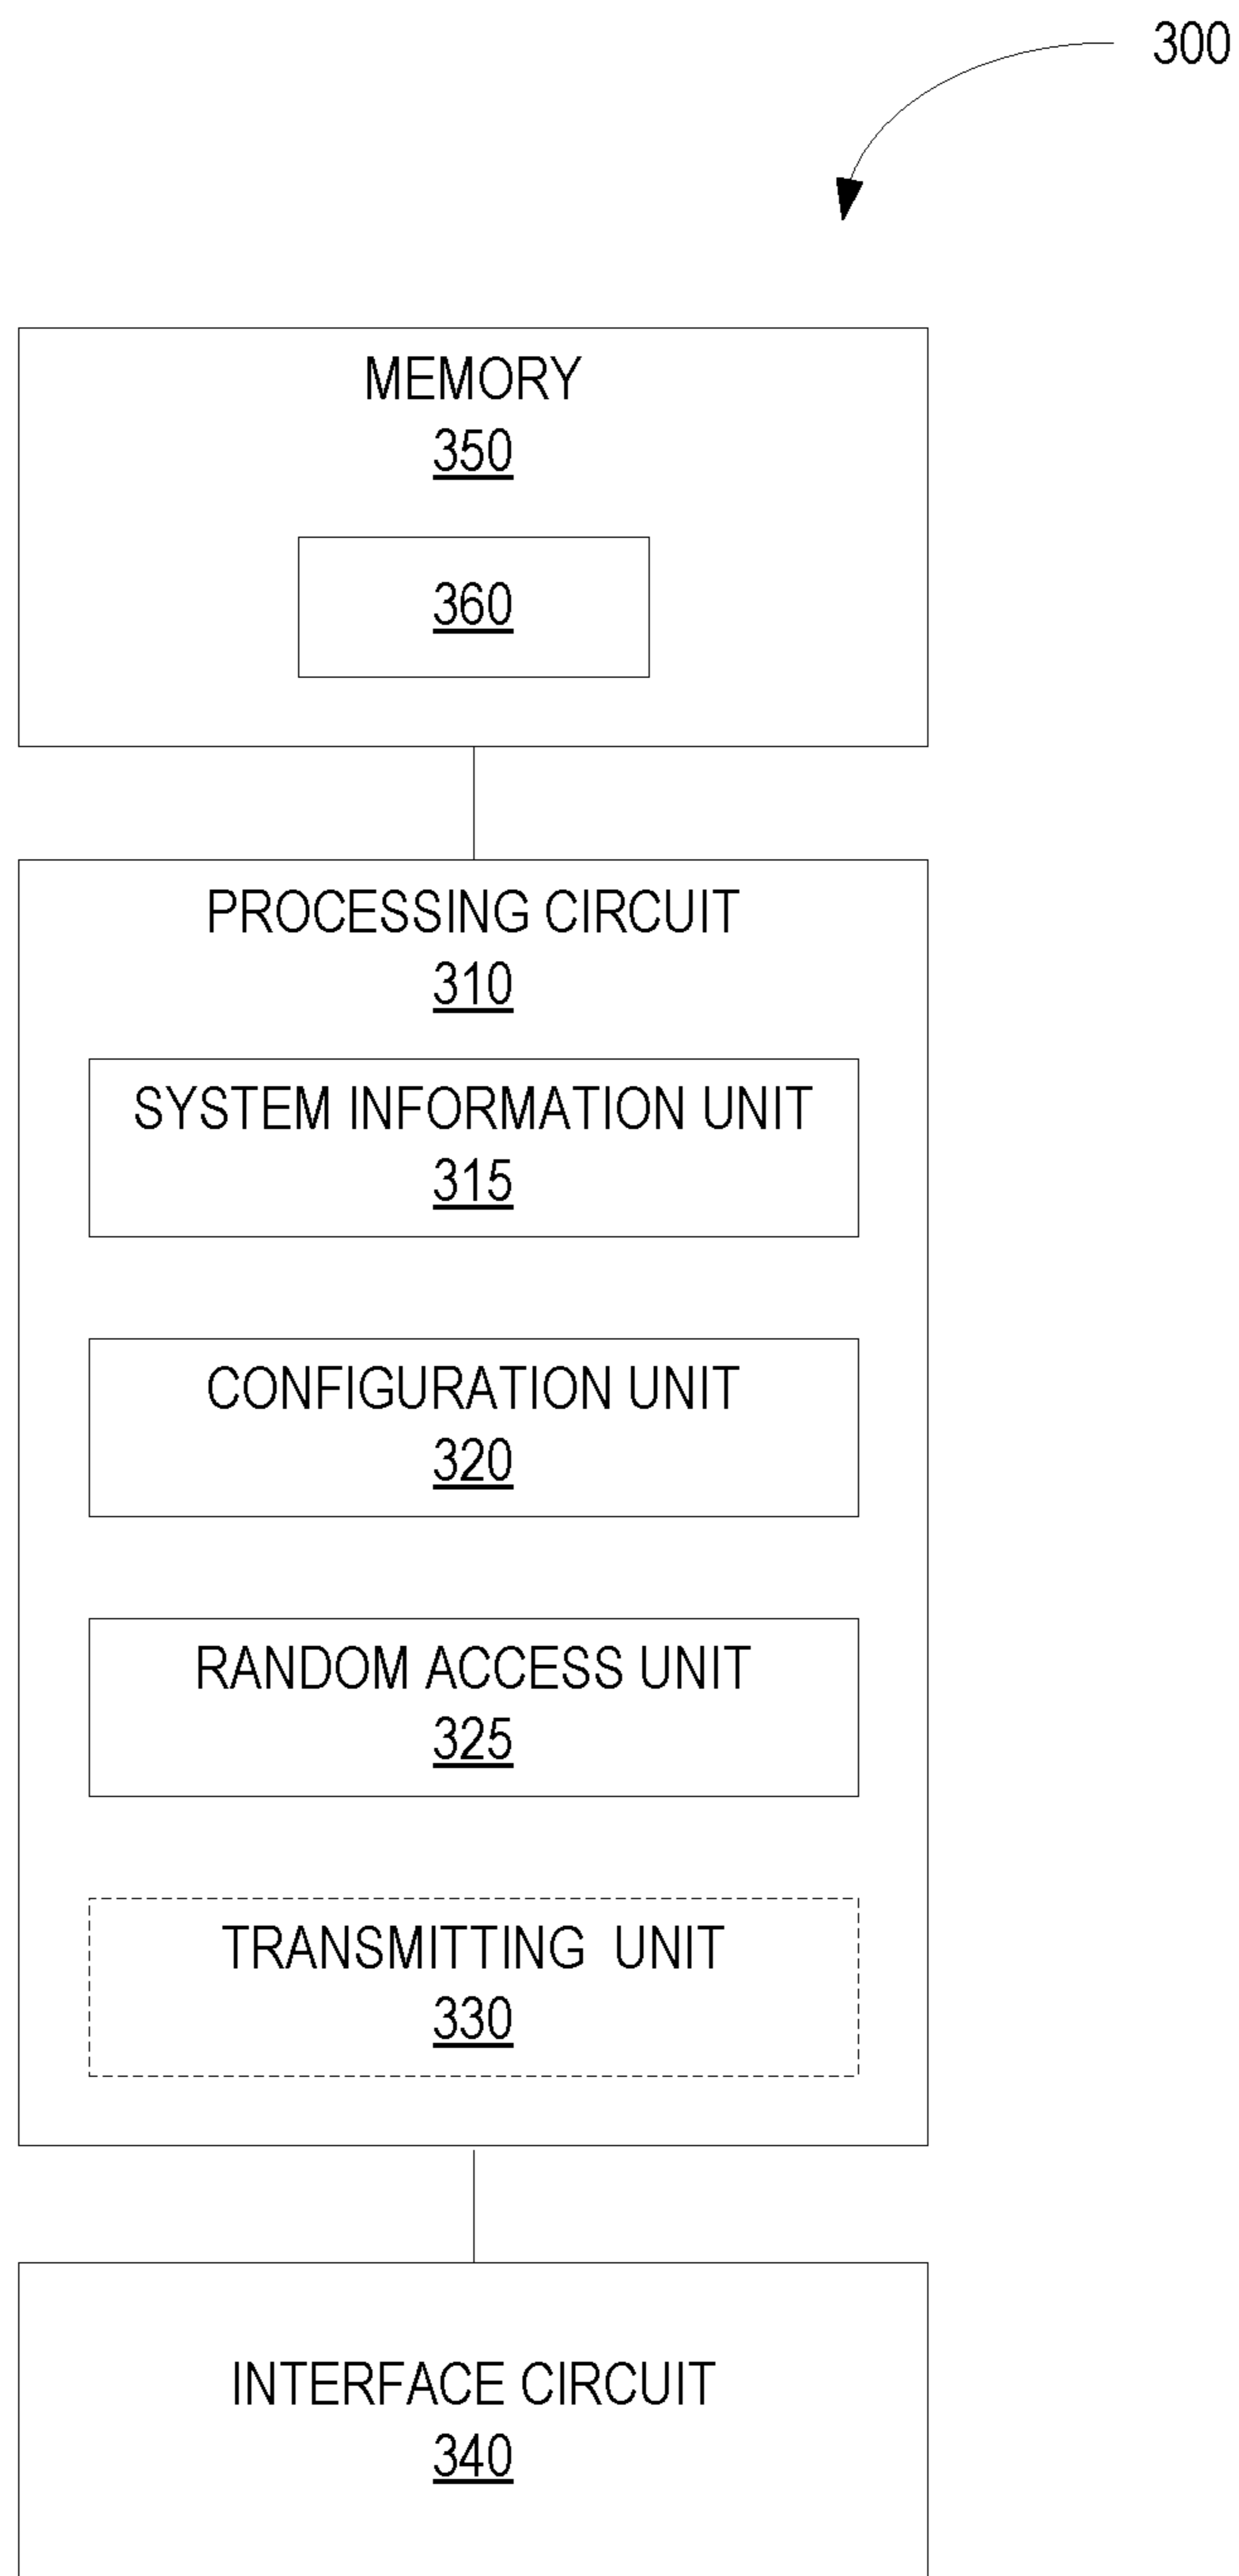 300
MEMORY
350
360
PROCESSING CIRCUIT
310
SYSTEM INFORMATION UNIT
315
CONFIGURATION UNIT
320
RANDOM ACCESS UNIT
325
TRANSMITTING UNIT
330
INTERFACE CIRCUIT
340